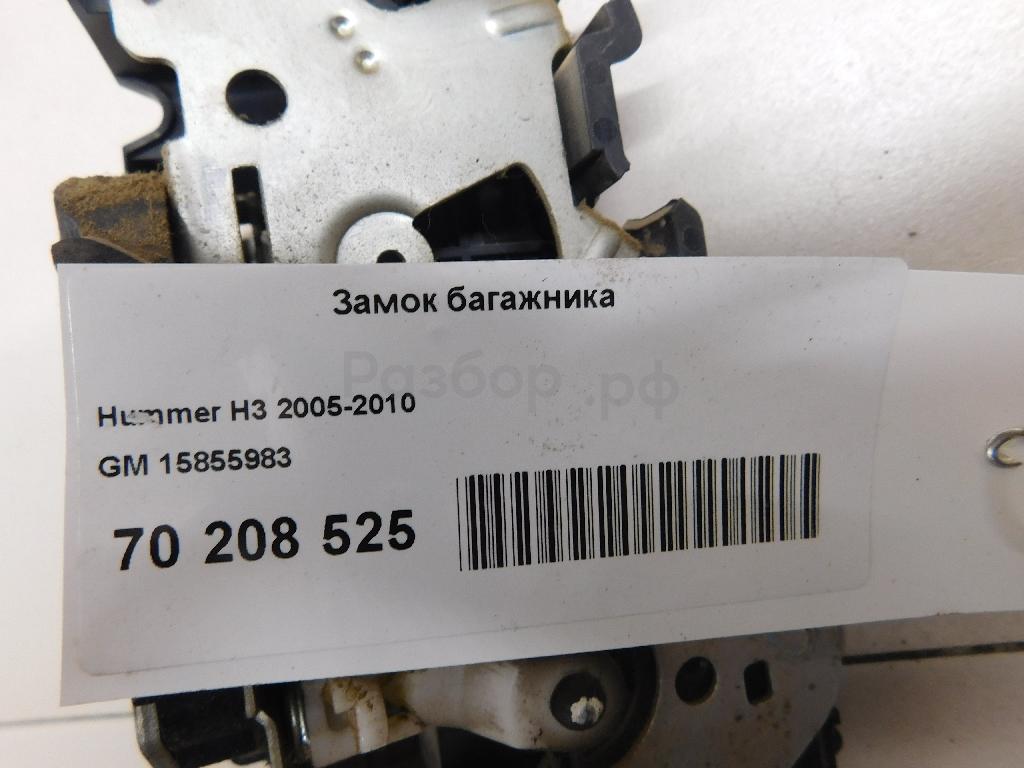 Замок багажника
Разбор.рф
Hummer H3 2005-2010
GM 15855983
70 208 525